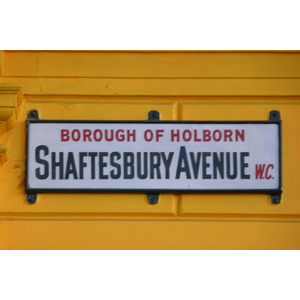 BOROUGH OF HOLBORN
SHAFTESBURY AVENUE W.C.